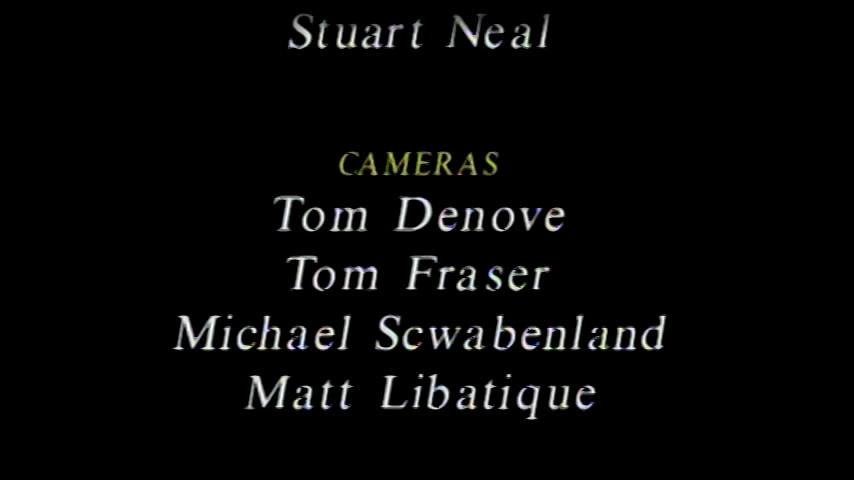 Stuart Neal
CAMERAS
Tom Denove
Tom Fraser
Michael Scwabenland
Matt Libatique